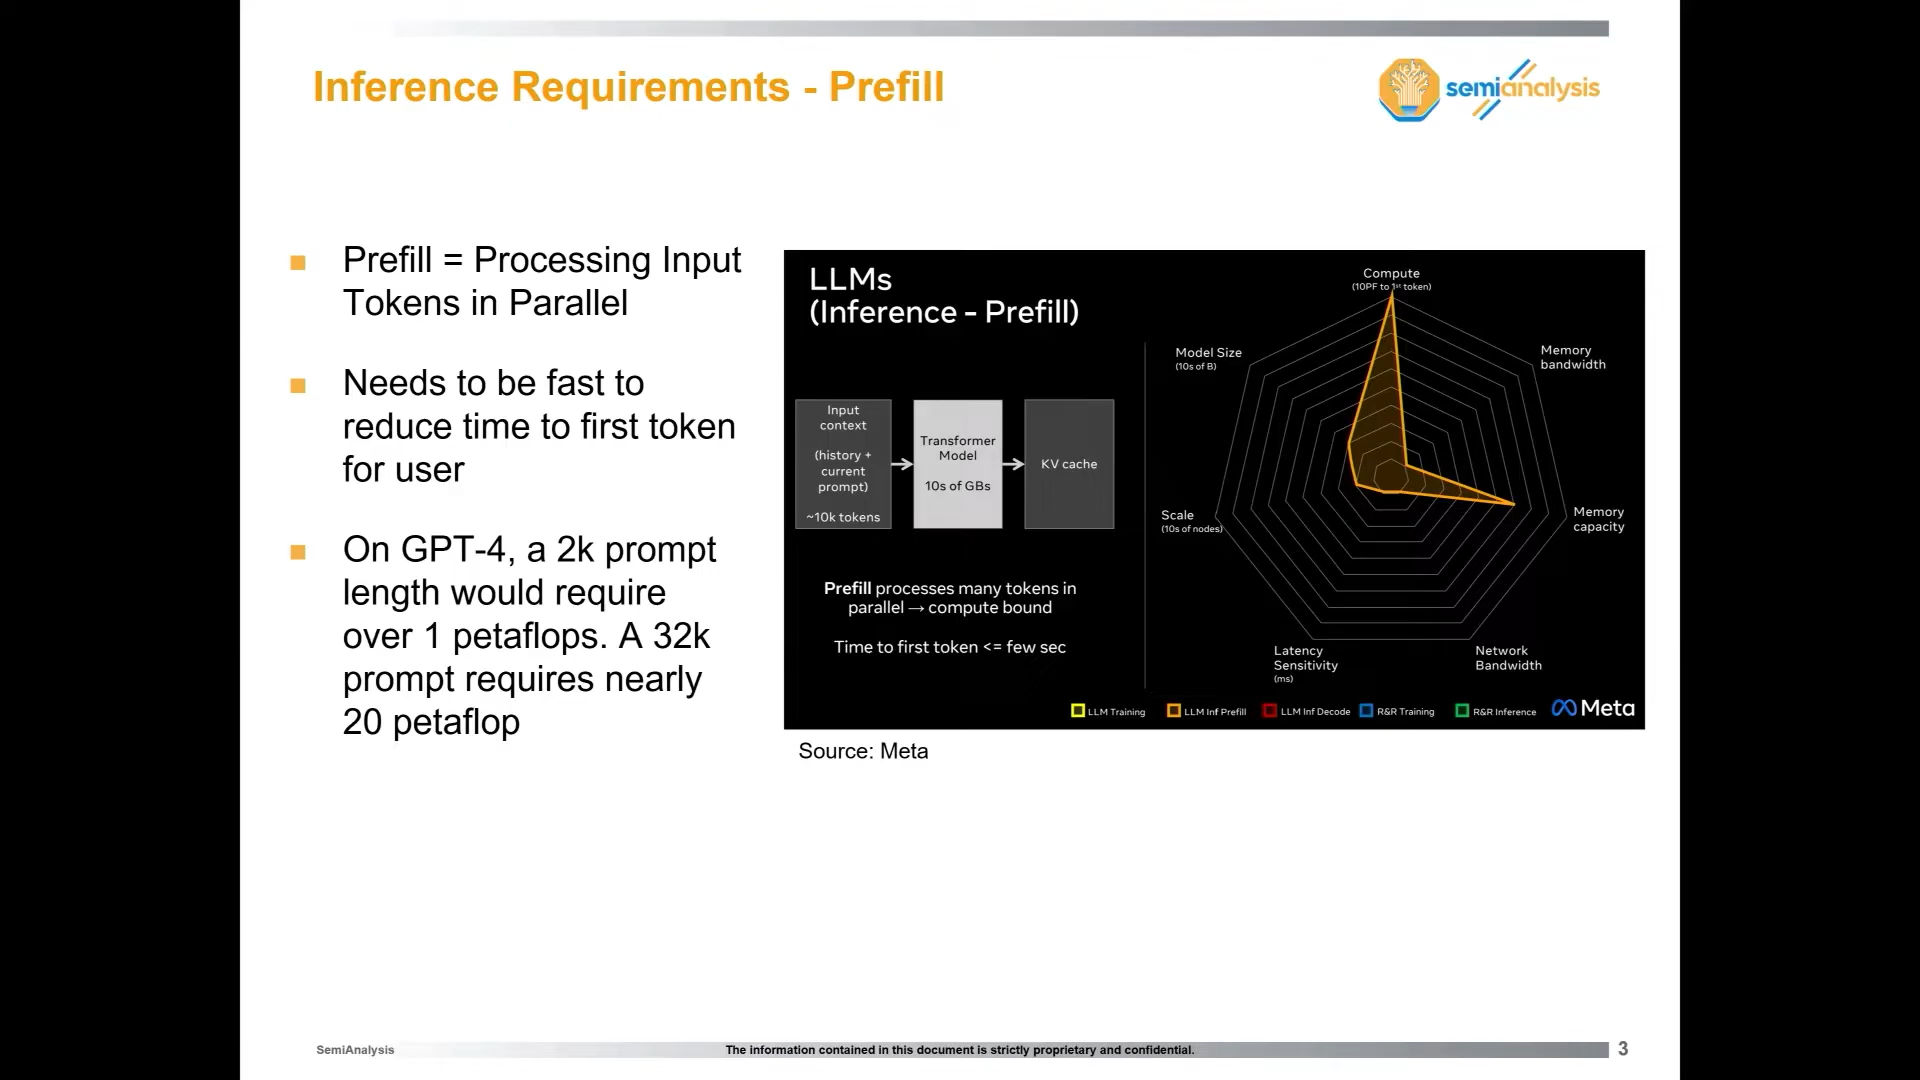 Inference Requirements - Prefill
semianalysis
Prefill = Processing Input
Tokens in Parallel
Needs to be fast to
reduce time to first token
for user
On GPT-4, a 2k prompt
length would require
over 1 petaflops. A 32k
prompt requires nearly
20 petaflop
LLMs
(Inference - Prefill)
Input
context
(history +
current
prompt)
~10k tokens
Transformer
Model
10s of GBs
KV cache
Prefill processes many tokens in
parallel → compute bound
Time to first token <= few sec
Compute
(10PF to 1st token)
Model Size
(10s of B)
Memory
bandwidth
Scale
(10s of nodes)
Memory
capacity
Latency
Sensitivity
(ms)
Network
Bandwidth
LLM Training
LLM Inf Prefill
LLM Inf Decode
R&R Training
R&R Inference
Meta
Source: Meta
SemiAnalysis
The information contained in this document is strictly proprietary and confidential.
3